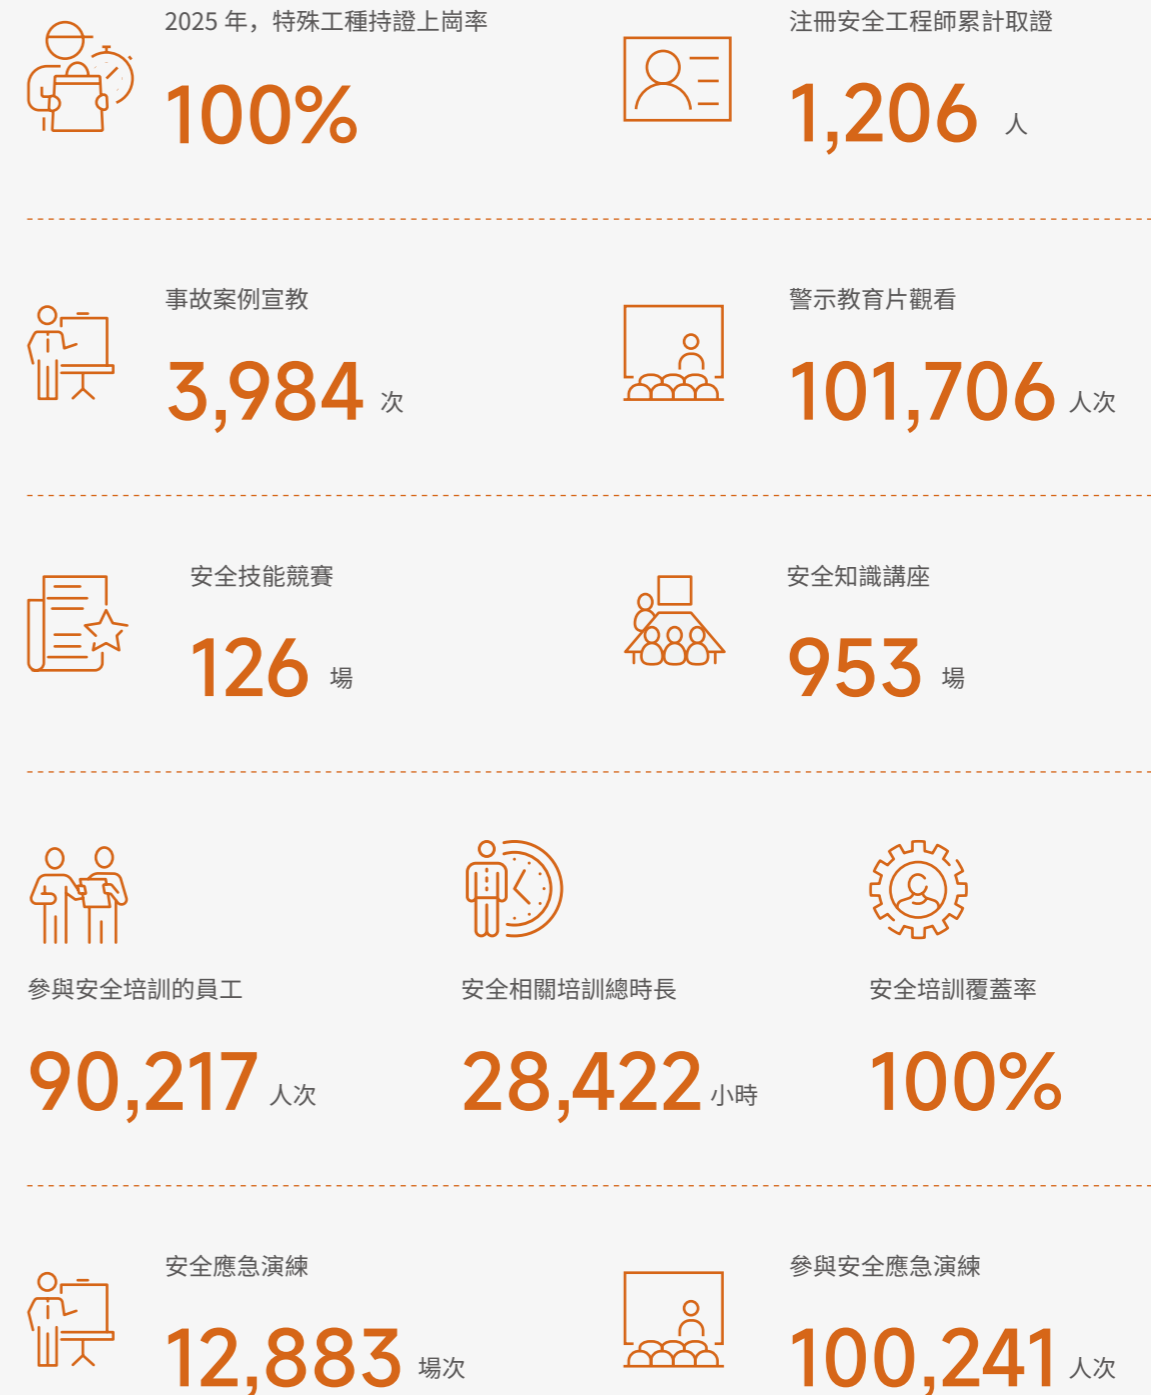 2025 年，特殊工種持證上崗率
100%
注冊安全工程師累計取證
1,206 人
事故案例宣教
3,984 次
警示教育片觀看
101,706 人次
安全技能競賽
126 場
安全知識講座
953 場
參與安全培訓的員工
90,217 人次
安全相關培訓總時長
28,422 小時
安全培訓覆蓋率
100%
安全應急演練
12,883 場次
參與安全應急演練
100,241 人次